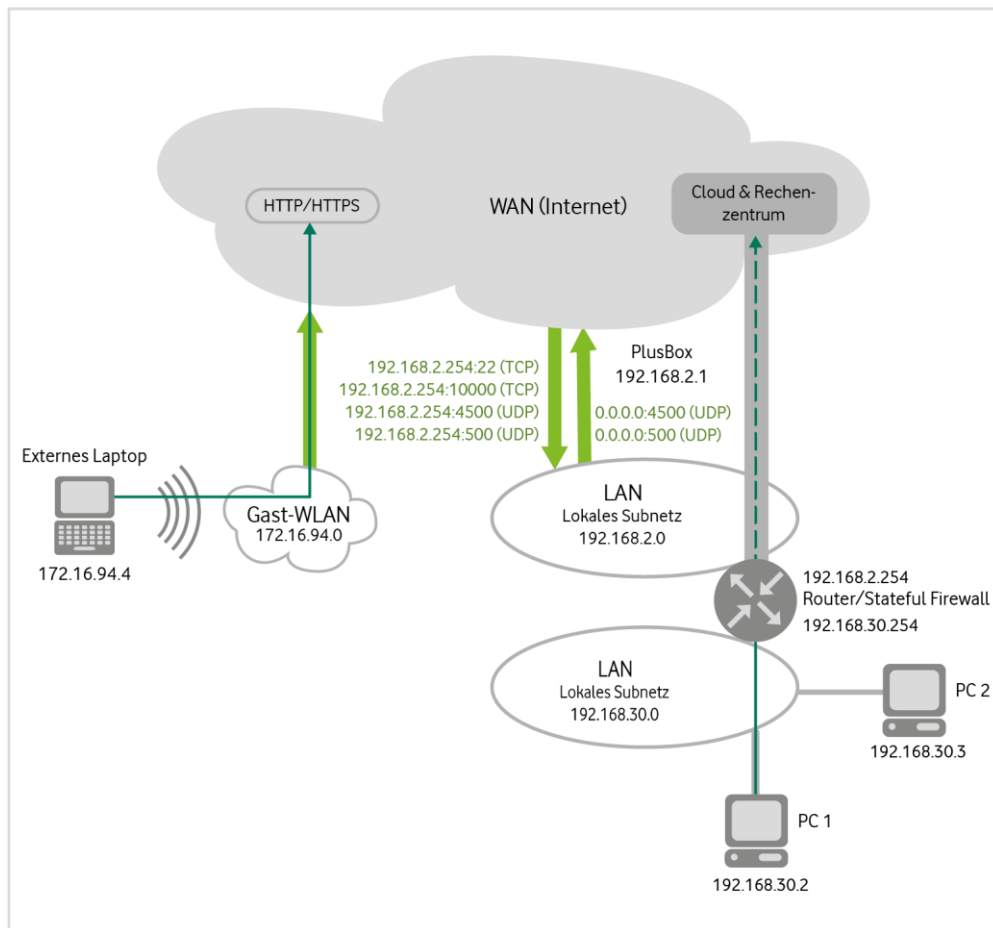 HTTP/HTTPS
WAN (Internet)
Cloud & Rechen-
zentrum
192.168.2.254:22 (TCP)
192.168.2.254:10000 (TCP)
192.168.2.254:4500 (UDP)
192.168.2.254:500 (UDP)
PlusBox
192.168.2.1
0.0.0.0:4500 (UDP)
0.0.0.0:500 (UDP)
Externes Laptop
172.16.94.4
Gast-WLAN
172.16.94.0
LAN
Lokales Subnetz
192.168.2.0
192.168.2.254
Router/Stateful Firewall
192.168.30.254
LAN
Lokales Subnetz
192.168.30.0
PC 2
192.168.30.3
PC 1
192.168.30.2